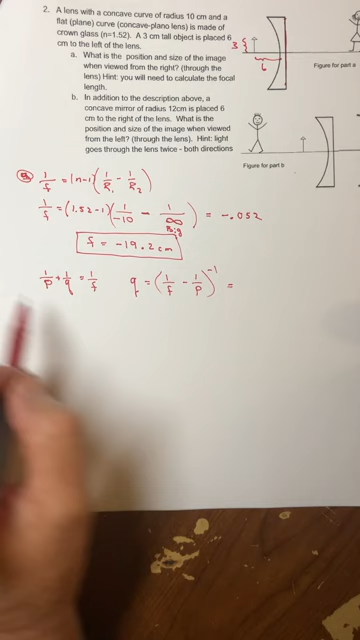 2. A lens with a concave curve of radius 10 cm and a
flat (plane) curve (concave-plano lens) is made of
crown glass (n=1.52). A 3 cm tall object is placed 6
cm to the left of the lens.
a. What is the position and size of the image
when viewed from the right? (through the
lens) Hint: you will need to calculate the focal
length.
b. In addition to the description above, a
concave mirror of radius 12cm is placed 6
cm to the right of the lens. What is the
position and size of the image when viewed
from the left? (through the lens). Hint: light
goes through the lens twice - both directions
3
6
Figure for part a
Figure for part b
1/f = (n-1)(1/R₁ - 1/R₂)
1/f = (1.52-1)(1/-10 - 1/∞) = -.052
Big
f = -19.2 cm
1/p + 1/q = 1/f q = (1/f - 1/p)⁻¹ =